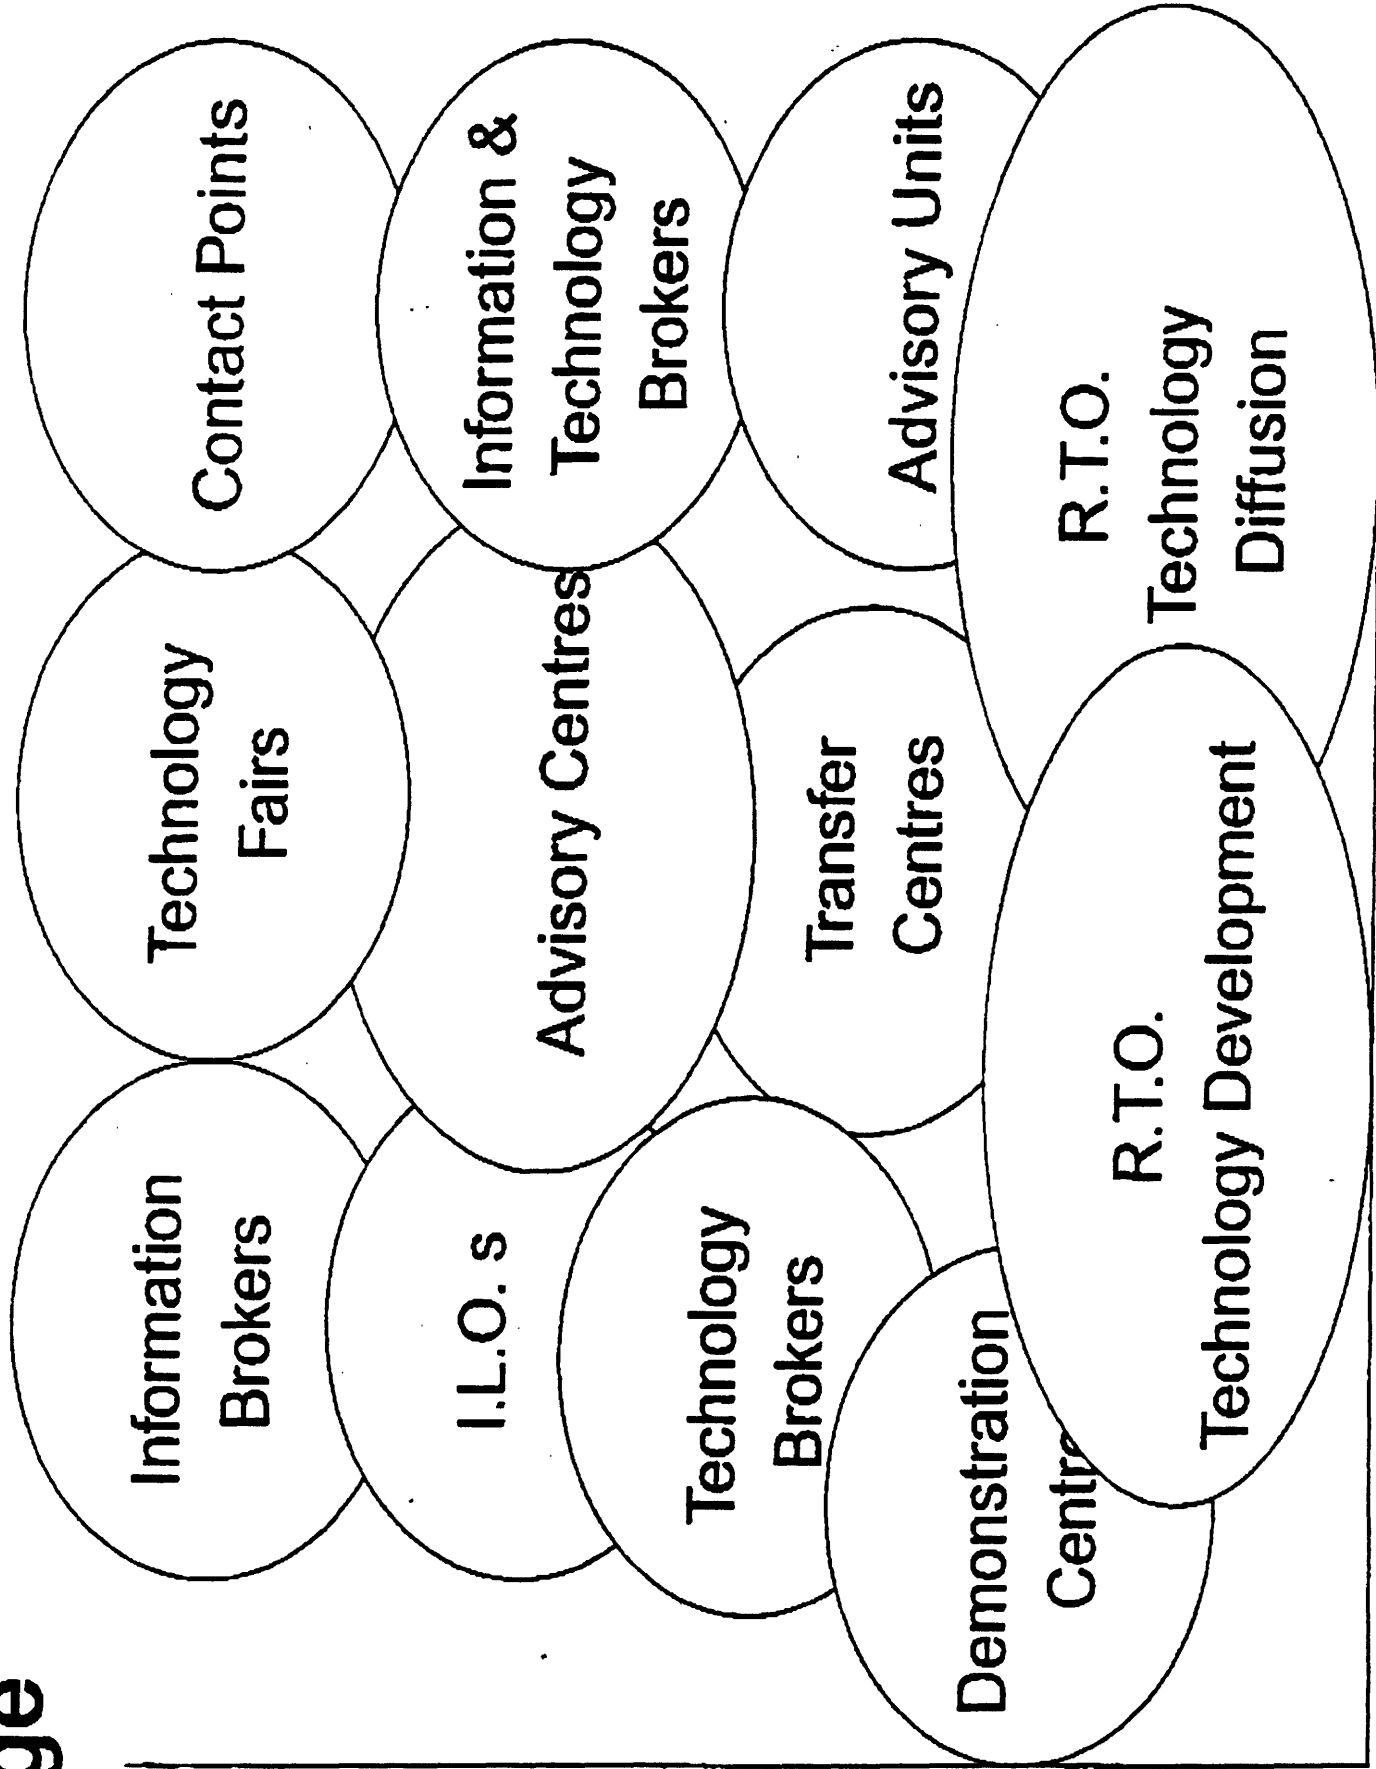 ge
Information
Brokers
Technology
Fairs
Contact Points
I.L.O. s
Advisory Centres
Information &
Technology
Brokers
Technology
Brokers
Transfer
Centres
Advisory Units
Demonstration
Centre
R.T.O.
Technology Development
R.T.O.
Technology
Diffusion